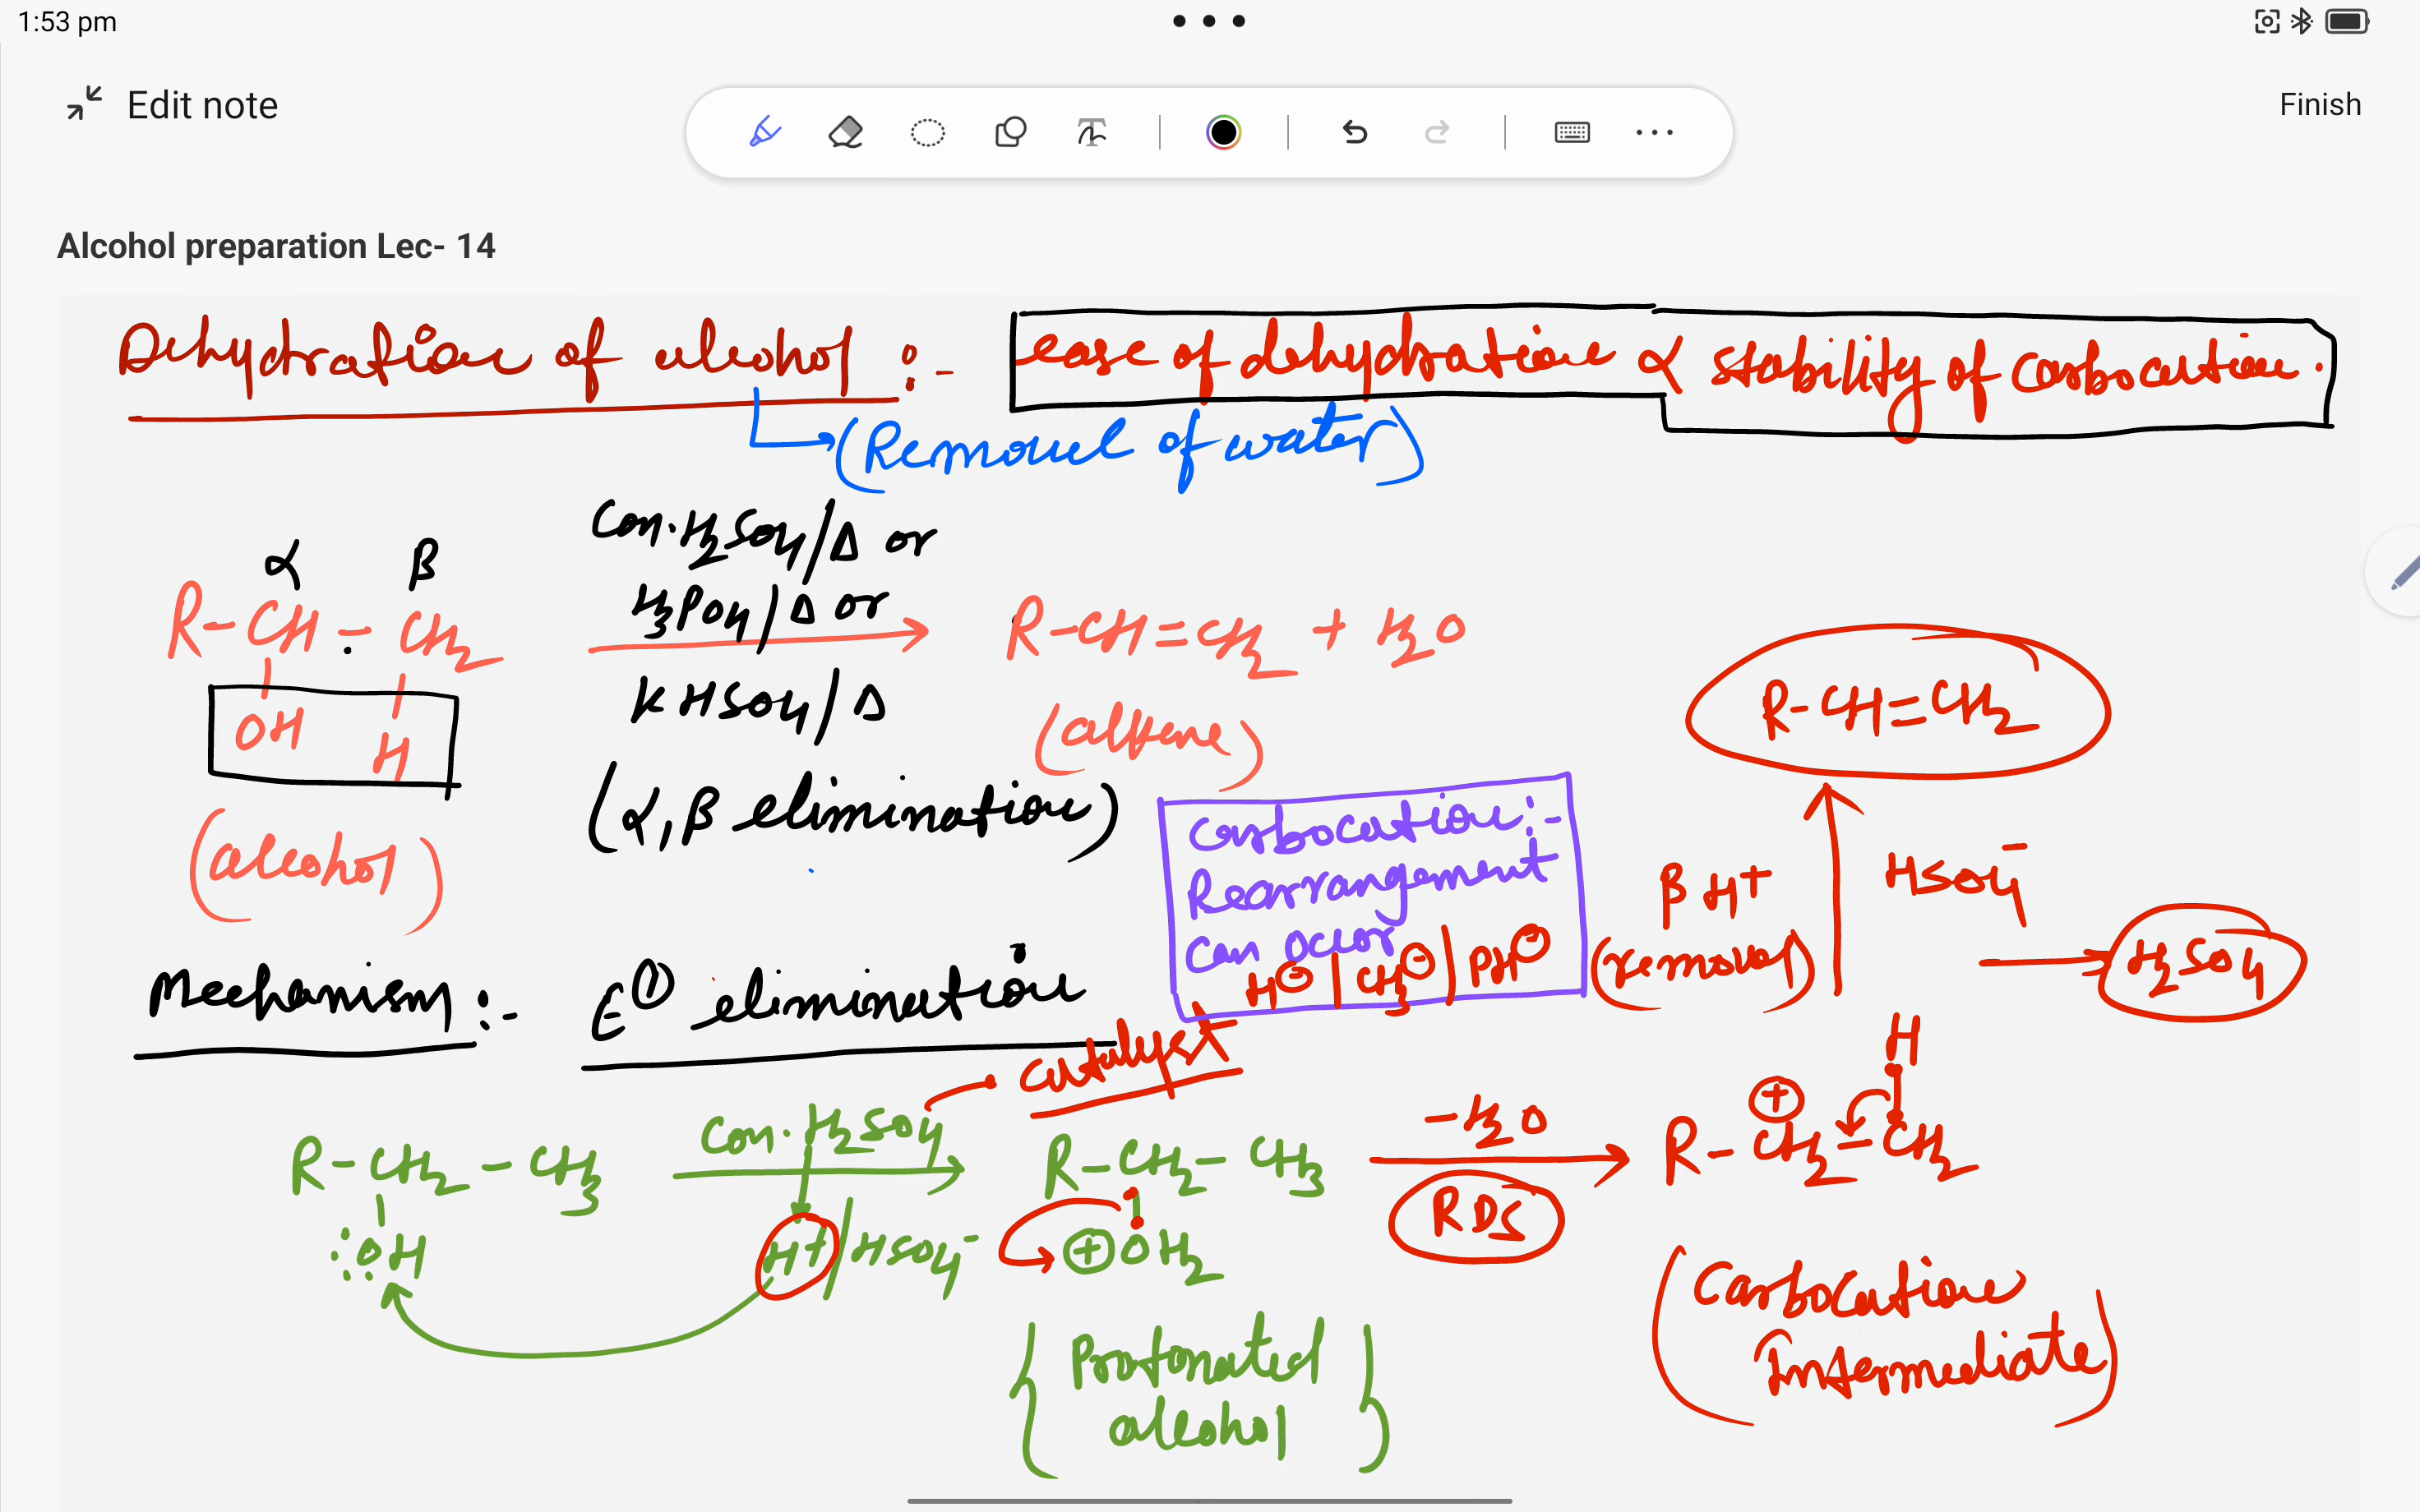 1:53 pm
Edit note
Finish
Alcohol preparation Lec- 14
Dehydration of alcohol :-
ease of dehydration ∝ stability of carbocation.
(Removal of water)
Con. H2SO4/Δ or
H3PO4/Δ or
KHSO4/Δ
(α,β elimination)
α β
R-CH-CH2
OH H
(alcohol)
R-CH=CH2 + H2O
(alkene)
Carbocation:-
Rearrangement
can occur
H⊖ | CH3⊖ | PH⊖
R-CH=CH2
β H+
(removal)
HSO4-
H2SO4
Mechanism:- E① elimination
catalyst
R-CH2-CH3
:ÖH
Con. H2SO4
H+/HSO4-
R-CH2-CH3
⊕OH2
{Protonated
alcohol}
-H2O
RDS
H
⊕
R-CH2-CH2
(Carbocation
Intermediate)